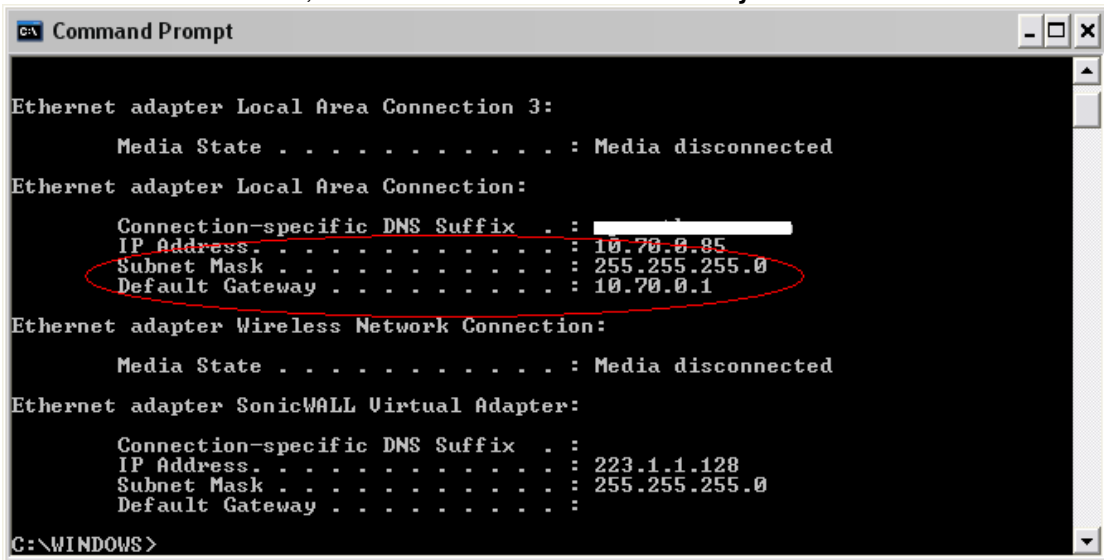 Command Prompt
Ethernet adapter Local Area Connection 3:
Media State . . . . . . . . . . . : Media disconnected
Ethernet adapter Local Area Connection:
Connection-specific DNS Suffix . :
IP Address. . . . . . . . . . . . : 10.70.0.85
Subnet Mask . . . . . . . . . . . : 255.255.255.0
Default Gateway . . . . . . . . . : 10.70.0.1
Ethernet adapter Wireless Network Connection:
Media State . . . . . . . . . . . : Media disconnected
Ethernet adapter SonicWALL Virtual Adapter:
Connection-specific DNS Suffix . :
IP Address. . . . . . . . . . . . : 223.1.1.128
Subnet Mask . . . . . . . . . . . : 255.255.255.0
Default Gateway . . . . . . . . . :
C:\WINDOWS>